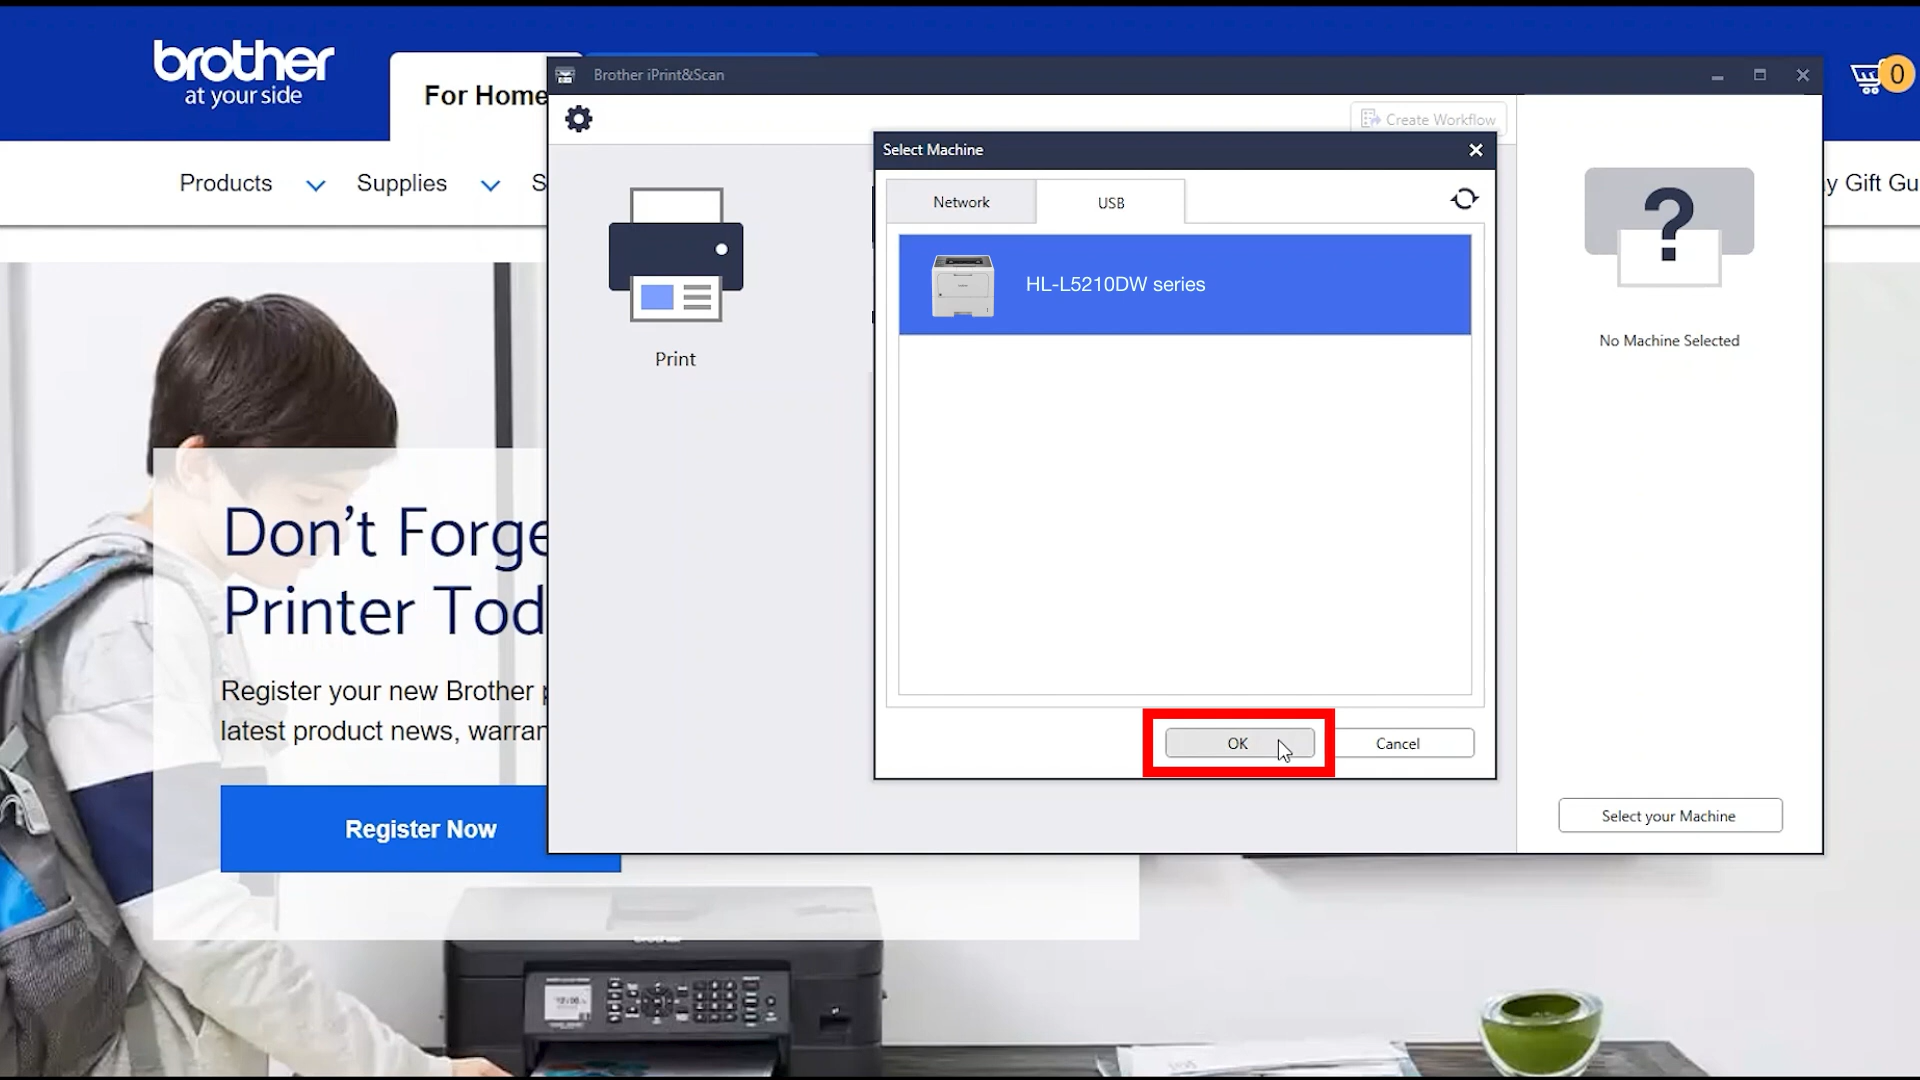 brother
at your side
For Home
Products
Supplies
S
y Gift Gu
0
Brother iPrint&Scan
Create Workflow
Print
Select Machine
Network
USB
HL-L5210DW series
OK
Cancel
No Machine Selected
Select your Machine
Don't Forge
Printer Tod
Register your new Brother p
latest product news, warran
Register Now
brother